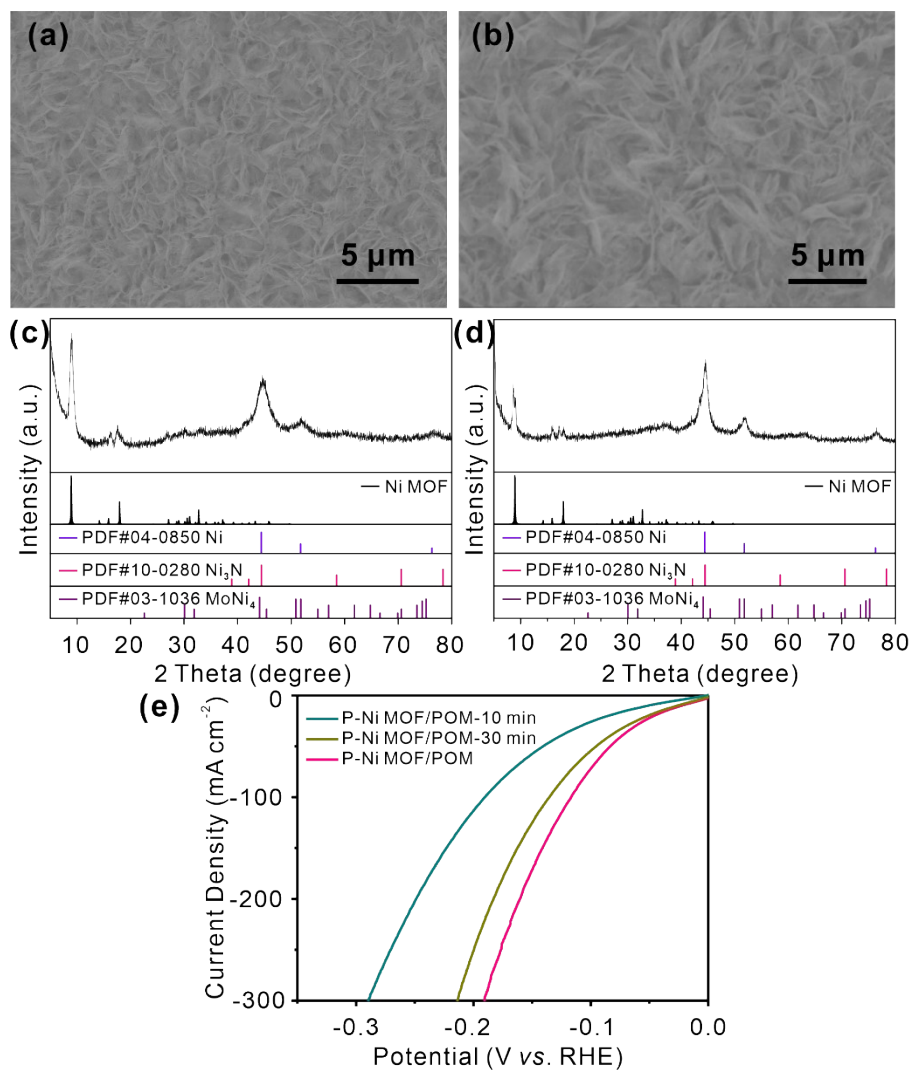 (a)
5 μm
(b)
5 μm
(c)
Intensity (a.u.)
Ni MOF
PDF#04-0850 Ni
PDF#10-0280 Ni₃N
PDF#03-1036 MoNi₄
10 20 30 40 50 60 70 80
2 Theta (degree)
(d)
Intensity (a.u.)
Ni MOF
PDF#04-0850 Ni
PDF#10-0280 Ni₃N
PDF#03-1036 MoNi₄
10 20 30 40 50 60 70 80
2 Theta (degree)
(e)
Current Density (mA cm⁻²)
0
-100
-200
-300
P-Ni MOF/POM-10 min
P-Ni MOF/POM-30 min
P-Ni MOF/POM
-0.3 -0.2 -0.1 0.0
Potential (V vs. RHE)